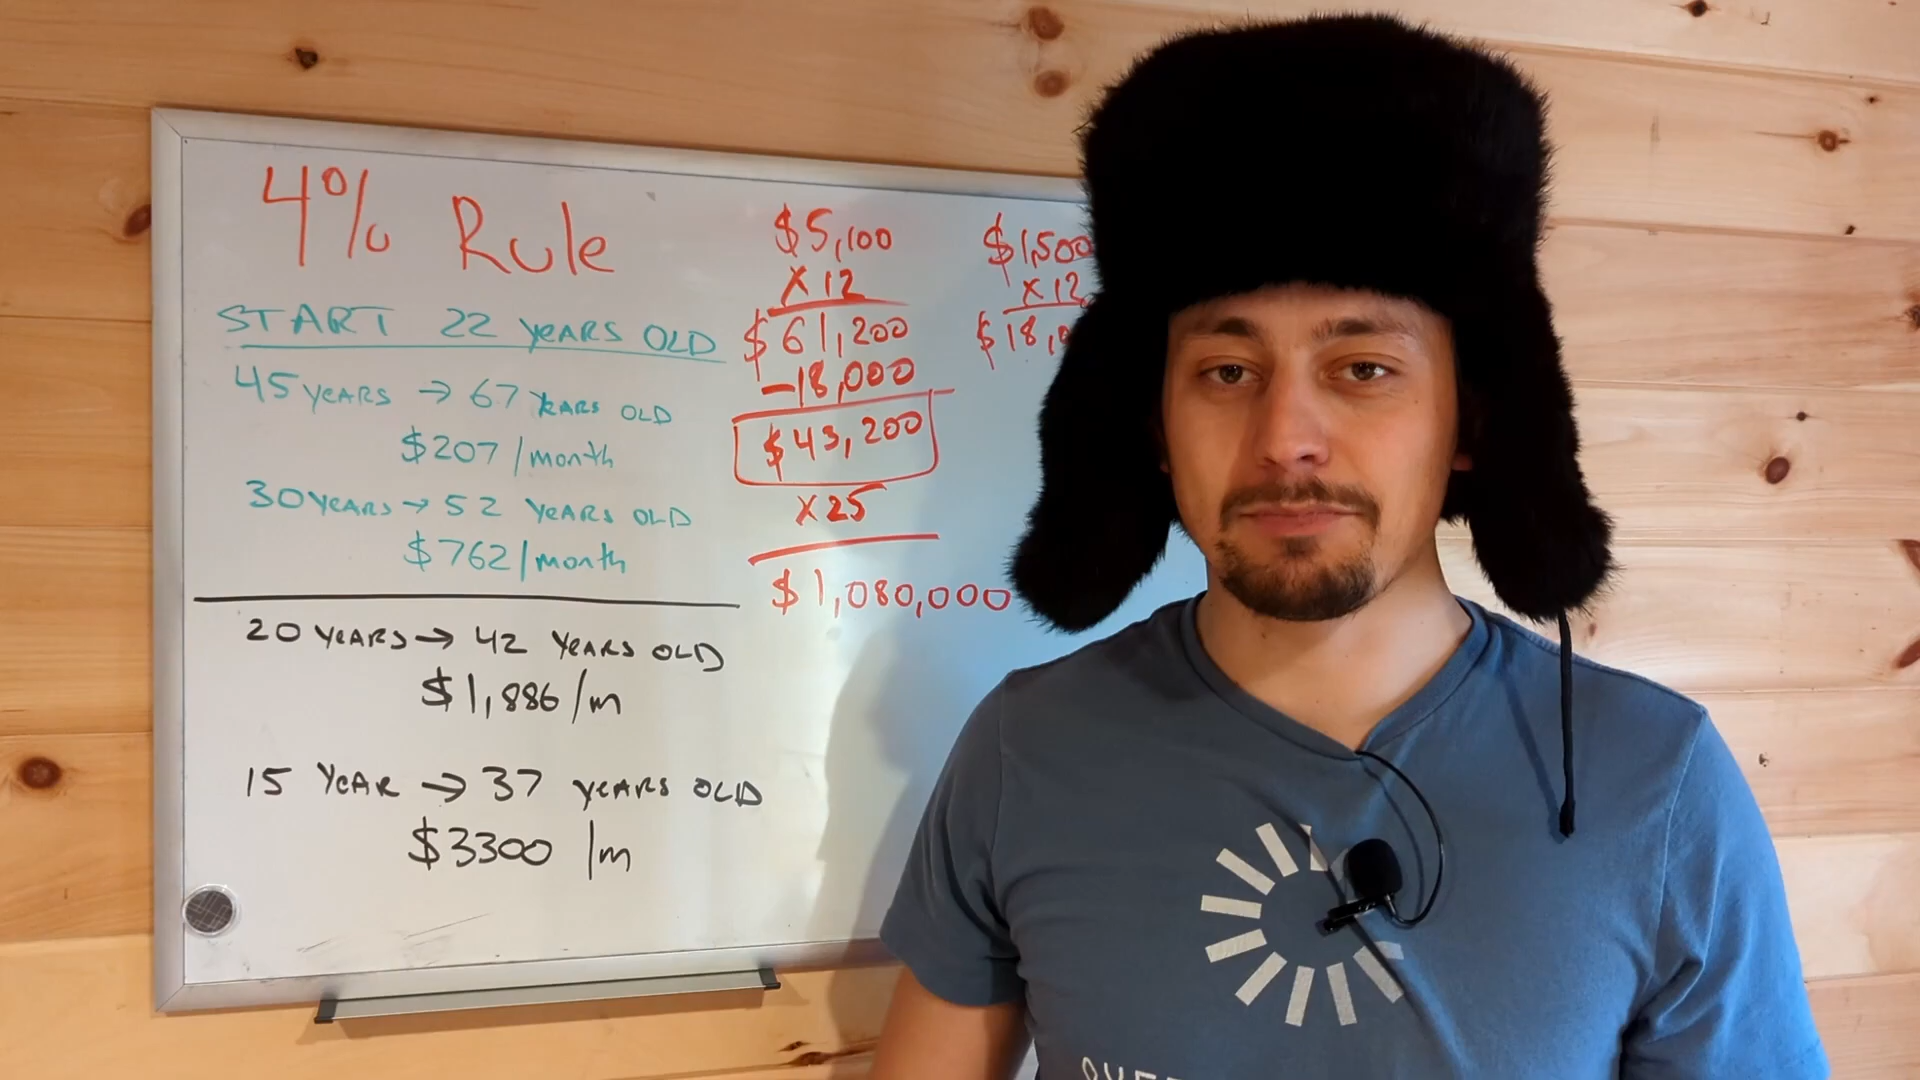 4% Rule
START 22 YEARS OLD
45 YEARS → 67 YEARS OLD
$207/month
30 YEARS → 52 YEARS OLD
$762/month
20 YEARS → 42 YEARS OLD
$1,886/m
15 YEAR → 37 YEARS OLD
$3300/m
$5,100
X 12
$61,200
-18,000
$43,200
X 25
$1,080,000
$1,500
X 12